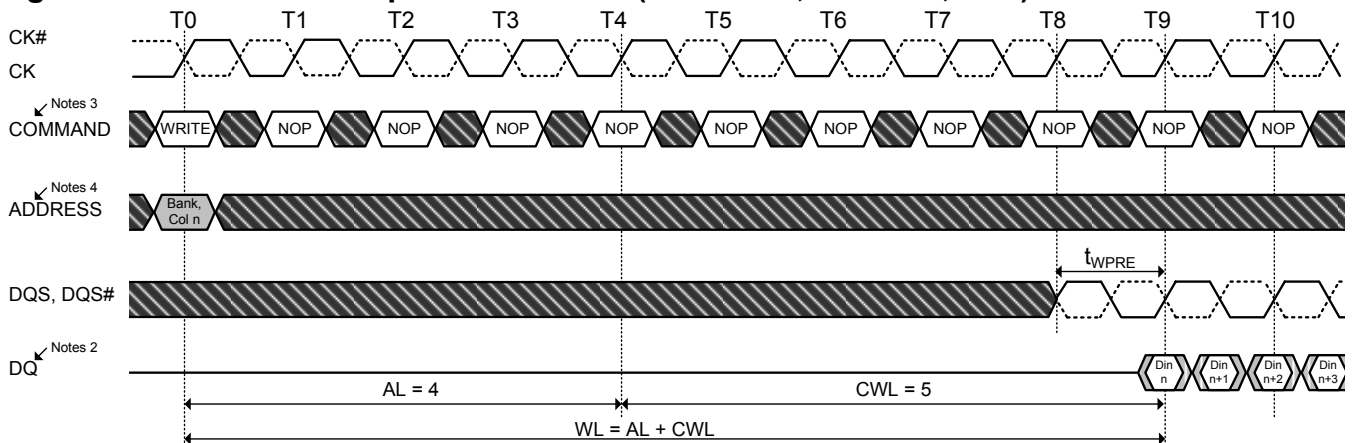 T0 T1 T2 T3 T4 T5 T6 T7 T8 T9 T10
CK#
CK
Notes 3
COMMAND WRITE NOP NOP NOP NOP NOP NOP NOP NOP NOP NOP
Notes 4
ADDRESS
Bank,
Col n
tWPRE
DQS, DQS#
Notes 2
DQ
Din n
Din n+1
Din n+2
Din n+3
AL = 4 CWL = 5
WL = AL + CWL